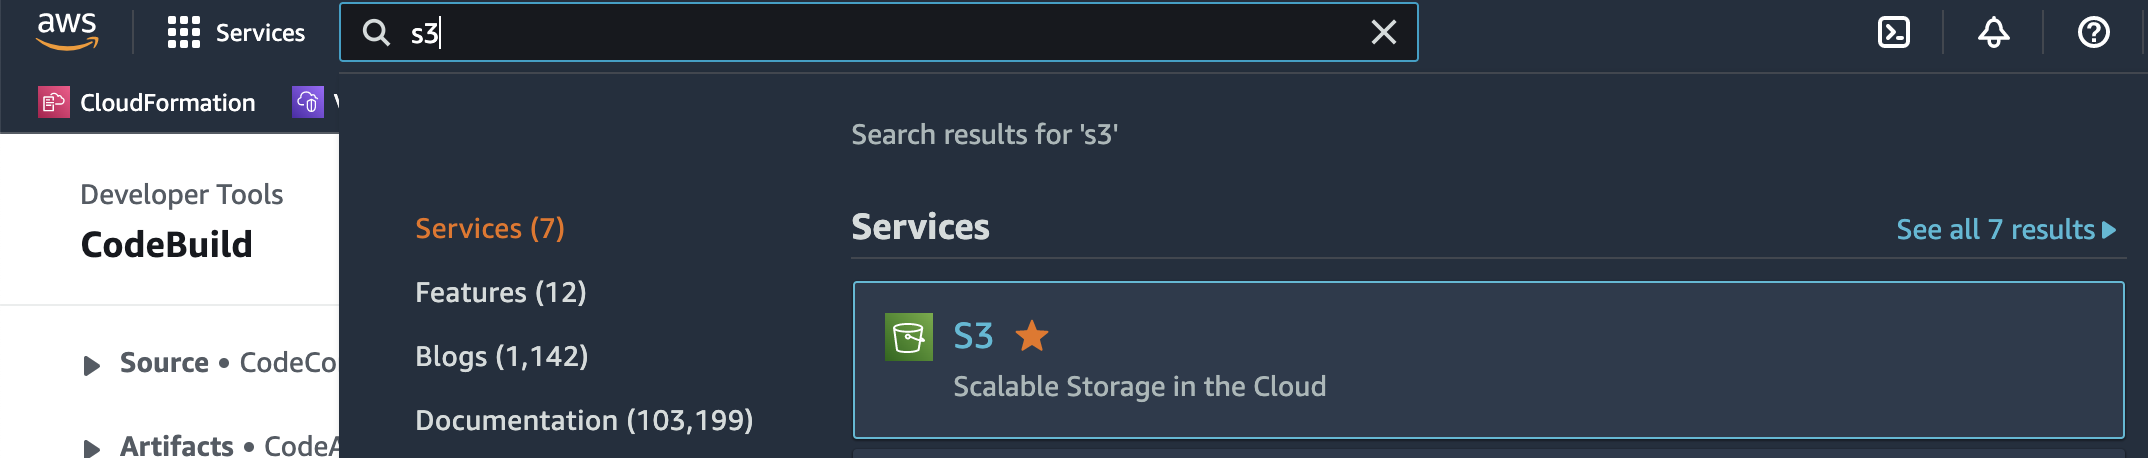 aws
Services
s3
CloudFormation
Search results for 's3'
Developer Tools
CodeBuild
Services (7)
Features (12)
Blogs (1,142)
Documentation (103,199)
Services
See all 7 results
S3
Scalable Storage in the Cloud
Source • CodeCo
Artifacts • CodeA